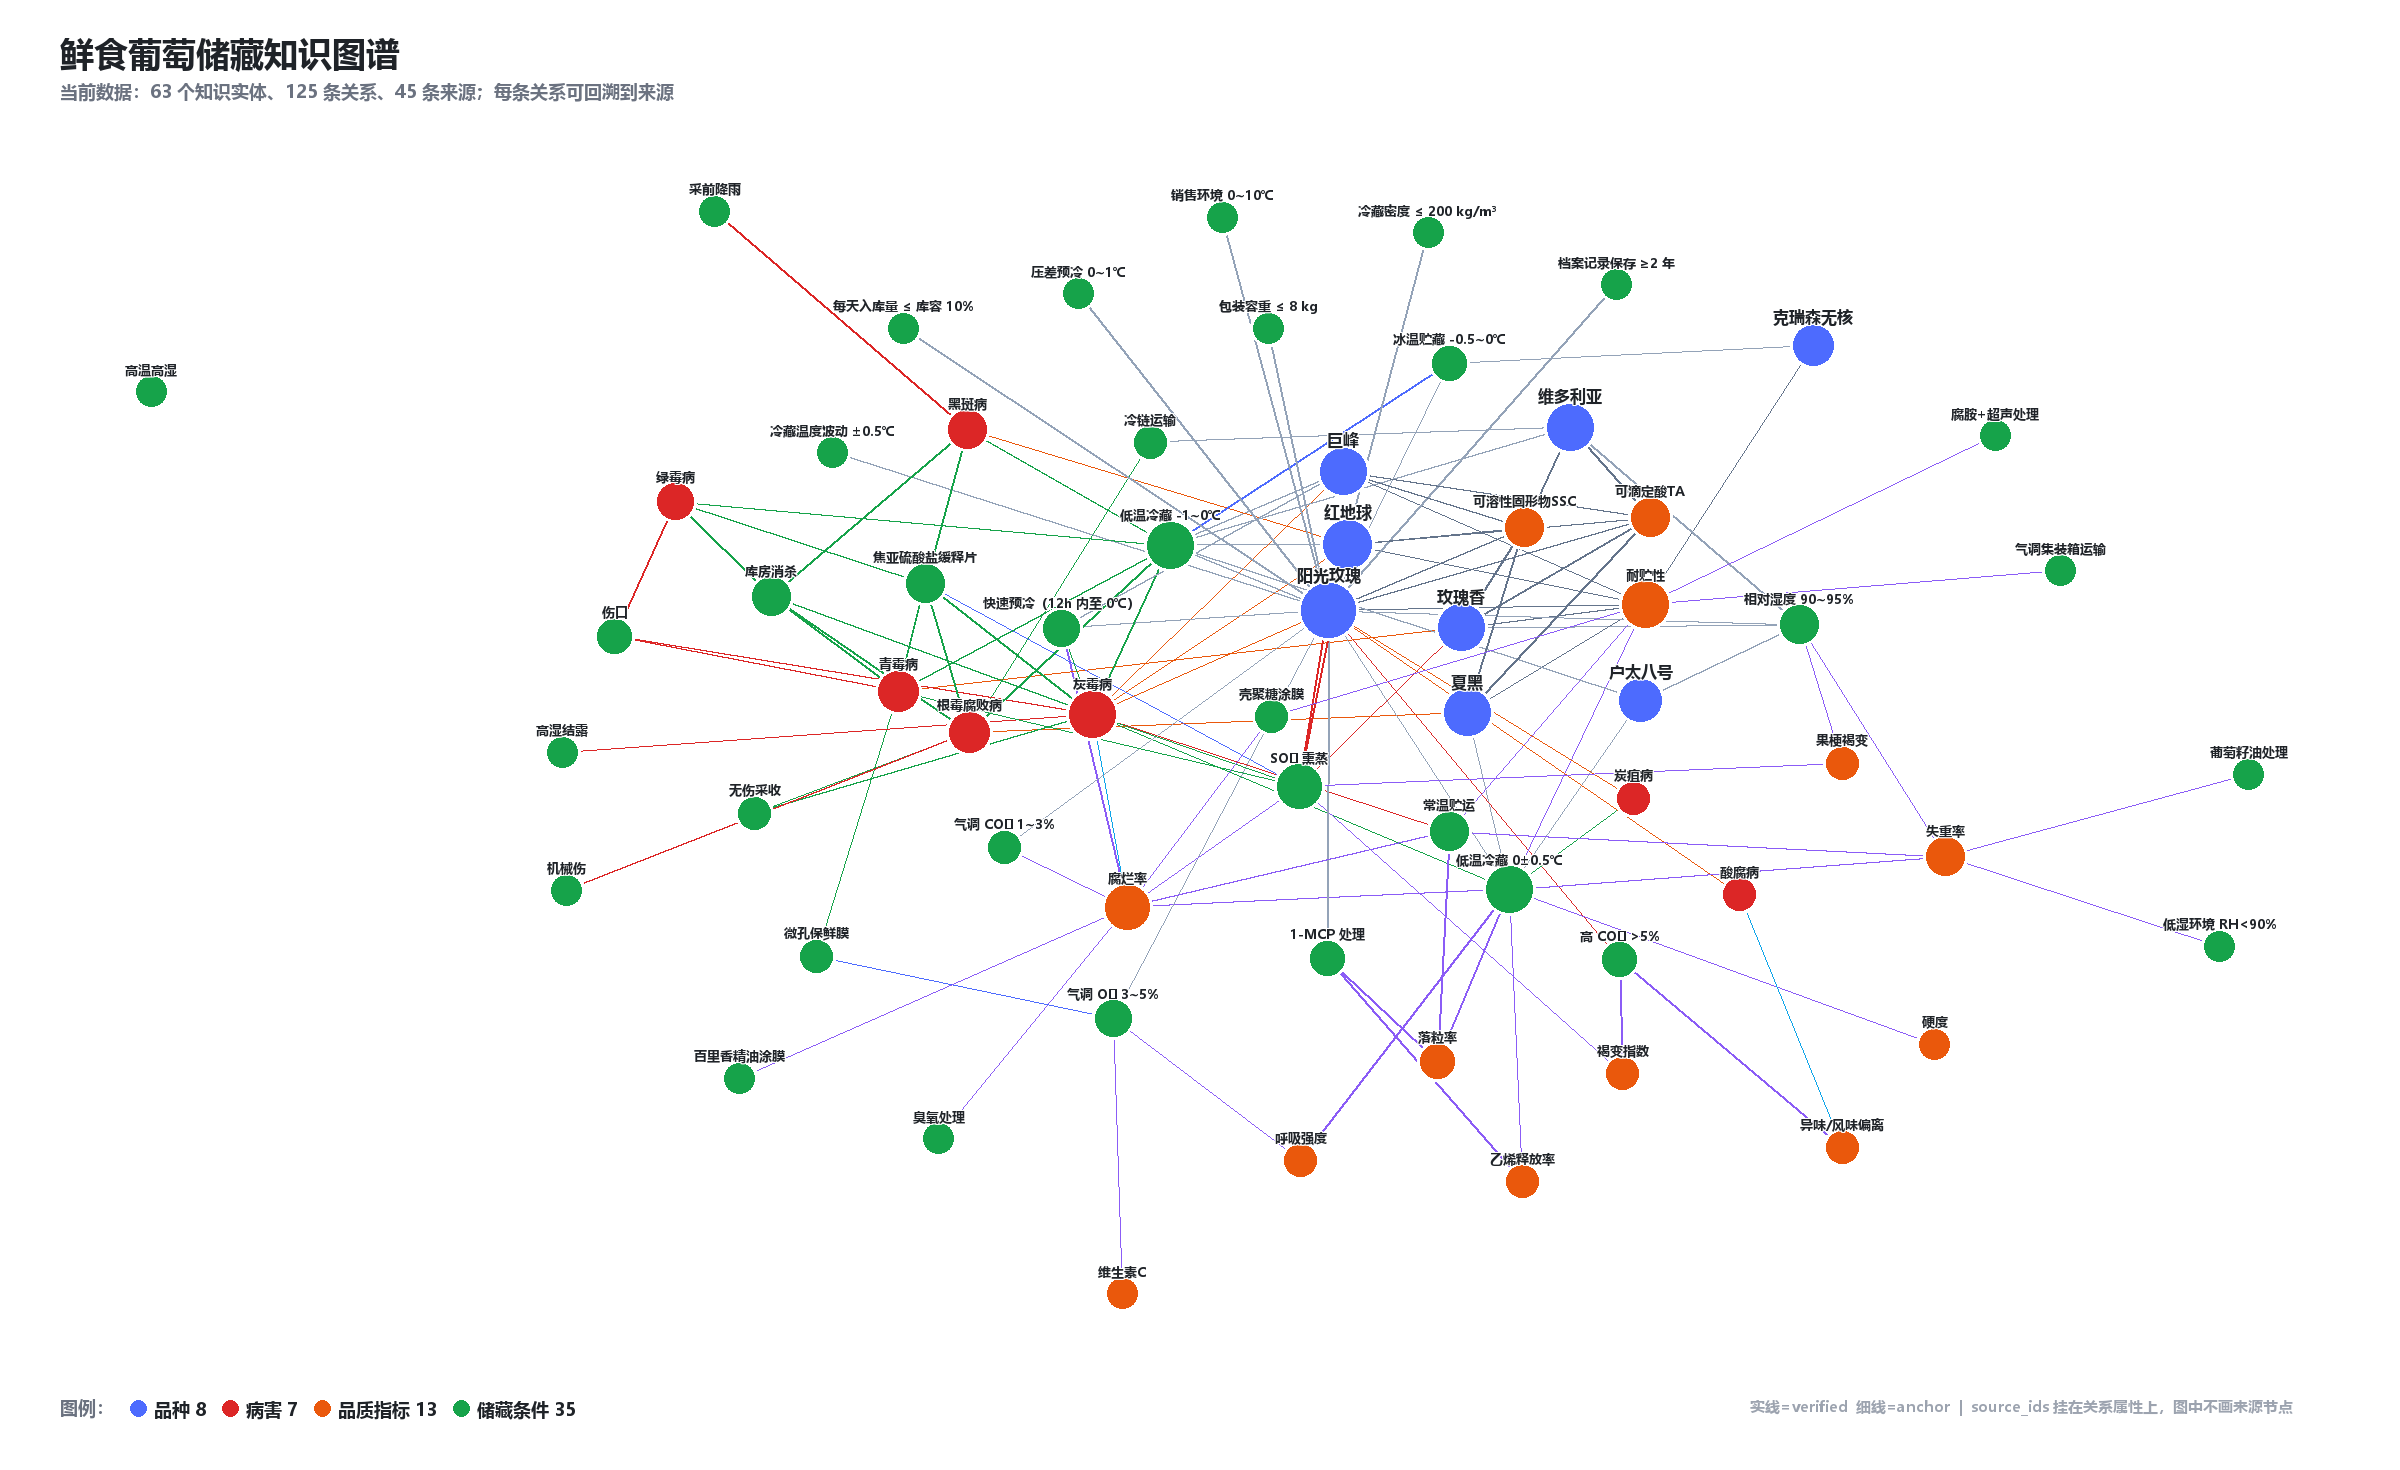 鲜食葡萄储藏知识图谱
当前数据：63 个知识实体、125 条关系、45 条来源；每条关系可回溯到来源
采前降雨
销售环境 0~10℃
冷藏密度 ≤ 200 kg/m³
档案记录保存 ≥2 年
压差预冷 0~1℃
每天入库量 ≤ 库容 10%
包装容重 ≤ 8 kg
克瑞森无核
冰温贮藏 -0.5~0℃
高温高湿
维多利亚
黑斑病
腐胺+超声处理
冷链运输
冷藏温度波动 ±0.5℃
巨峰
绿霉病
可滴定酸TA
可溶性固形物SSC
红地球
低温冷藏 -1~0℃
气调集装箱运输
焦亚硫酸盐缓释片
库房消杀
阳光玫瑰
耐贮性
玫瑰香
相对湿度 90~95%
快速预冷（12h 内至 0℃）
伤口
青霉病
户太八号
灰霉病
夏黑
壳聚糖涂膜
根霉腐败病
高湿结露
果梗褐变
葡萄籽油处理
SO▯ 熏蒸
炭疽病
无伤采收
常温贮运
气调 CO▯ 1~3%
失重率
低温冷藏 0±0.5℃
机械伤
酸腐病
腐烂率
低湿环境 RH<90%
微孔保鲜膜
1-MCP 处理
高 CO▯ >5%
气调 O▯ 3~5%
硬度
落粒率
褐变指数
百里香精油涂膜
臭氧处理
异味/风味偏离
呼吸强度
乙烯释放率
维生素C
图例：
品种 8
病害 7
品质指标 13
储藏条件 35
实线=verified 细线=anchor | source_ids 挂在关系属性上，图中不画来源节点